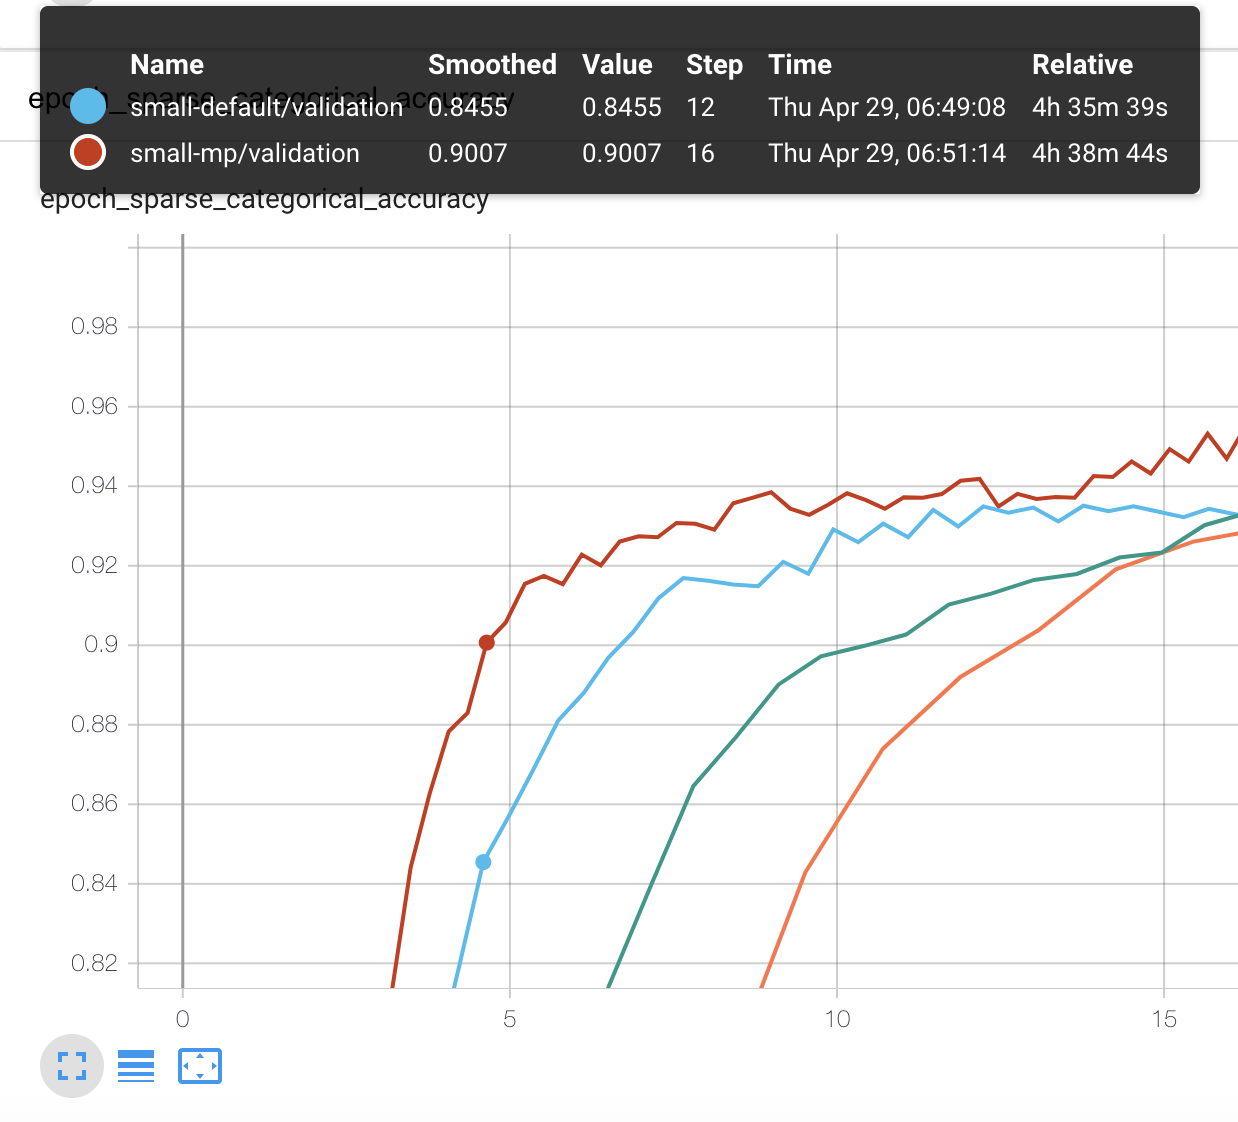 Name Smoothed Value Step Time Relative
epoch_sparse_categorical_accuracy
small-default/validation 0.8455 0.8455 12 Thu Apr 29, 06:49:08 4h 35m 39s
small-mp/validation 0.9007 0.9007 16 Thu Apr 29, 06:51:14 4h 38m 44s
epoch_sparse_categorical_accuracy
0.98
0.96
0.94
0.92
0.9
0.88
0.86
0.84
0.82
0 5 10 15